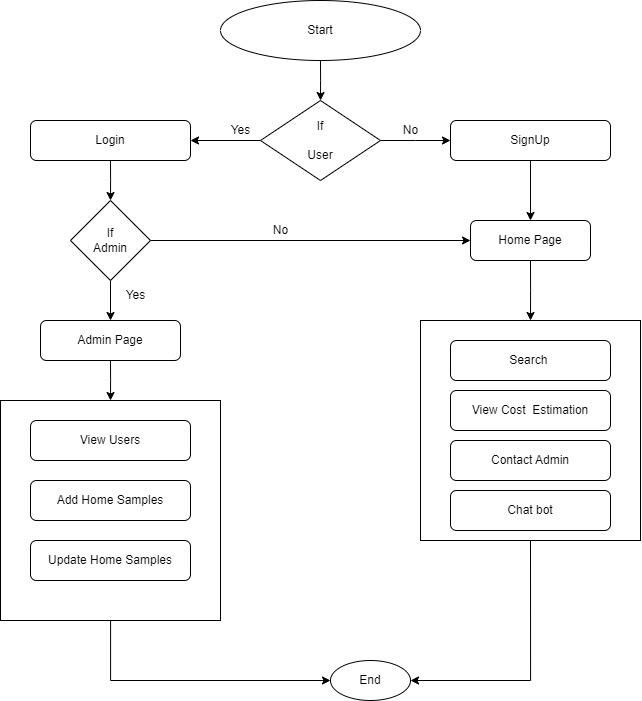 Start
If
User
Yes
No
Login
SignUp
If
Admin
No
Home Page
Yes
Admin Page
Search
View Cost  Estimation
Contact Admin
Chat bot
View Users
Add Home Samples
Update Home Samples
End